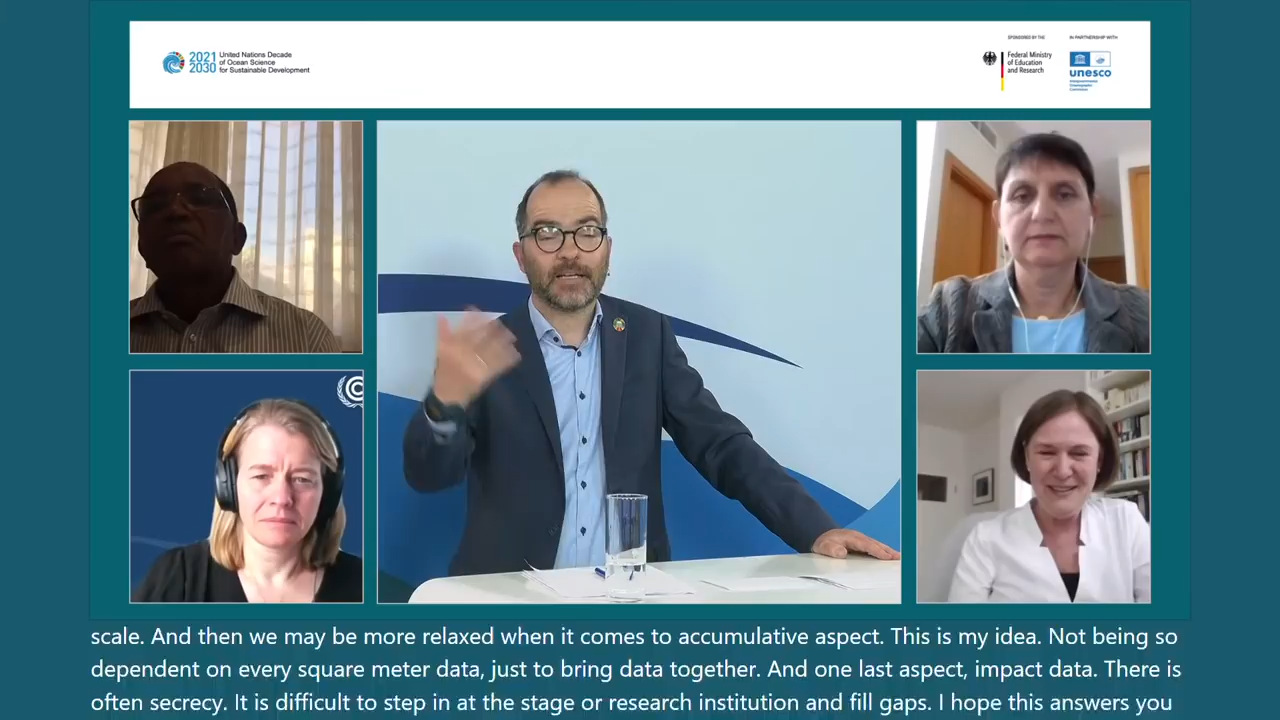 2021
2030
United Nations Decade
of Ocean Science
for Sustainable Development
SPONSORED BY THE
Federal Ministry
of Education
and Research
IN PARTNERSHIP WITH
unesco
Intergovernmental
Oceanographic
Commission
scale. And then we may be more relaxed when it comes to accumulative aspect. This is my idea. Not being so
dependent on every square meter data, just to bring data together. And one last aspect, impact data. There is
often secrecy. It is difficult to step in at the stage or research institution and fill gaps. I hope this answers you